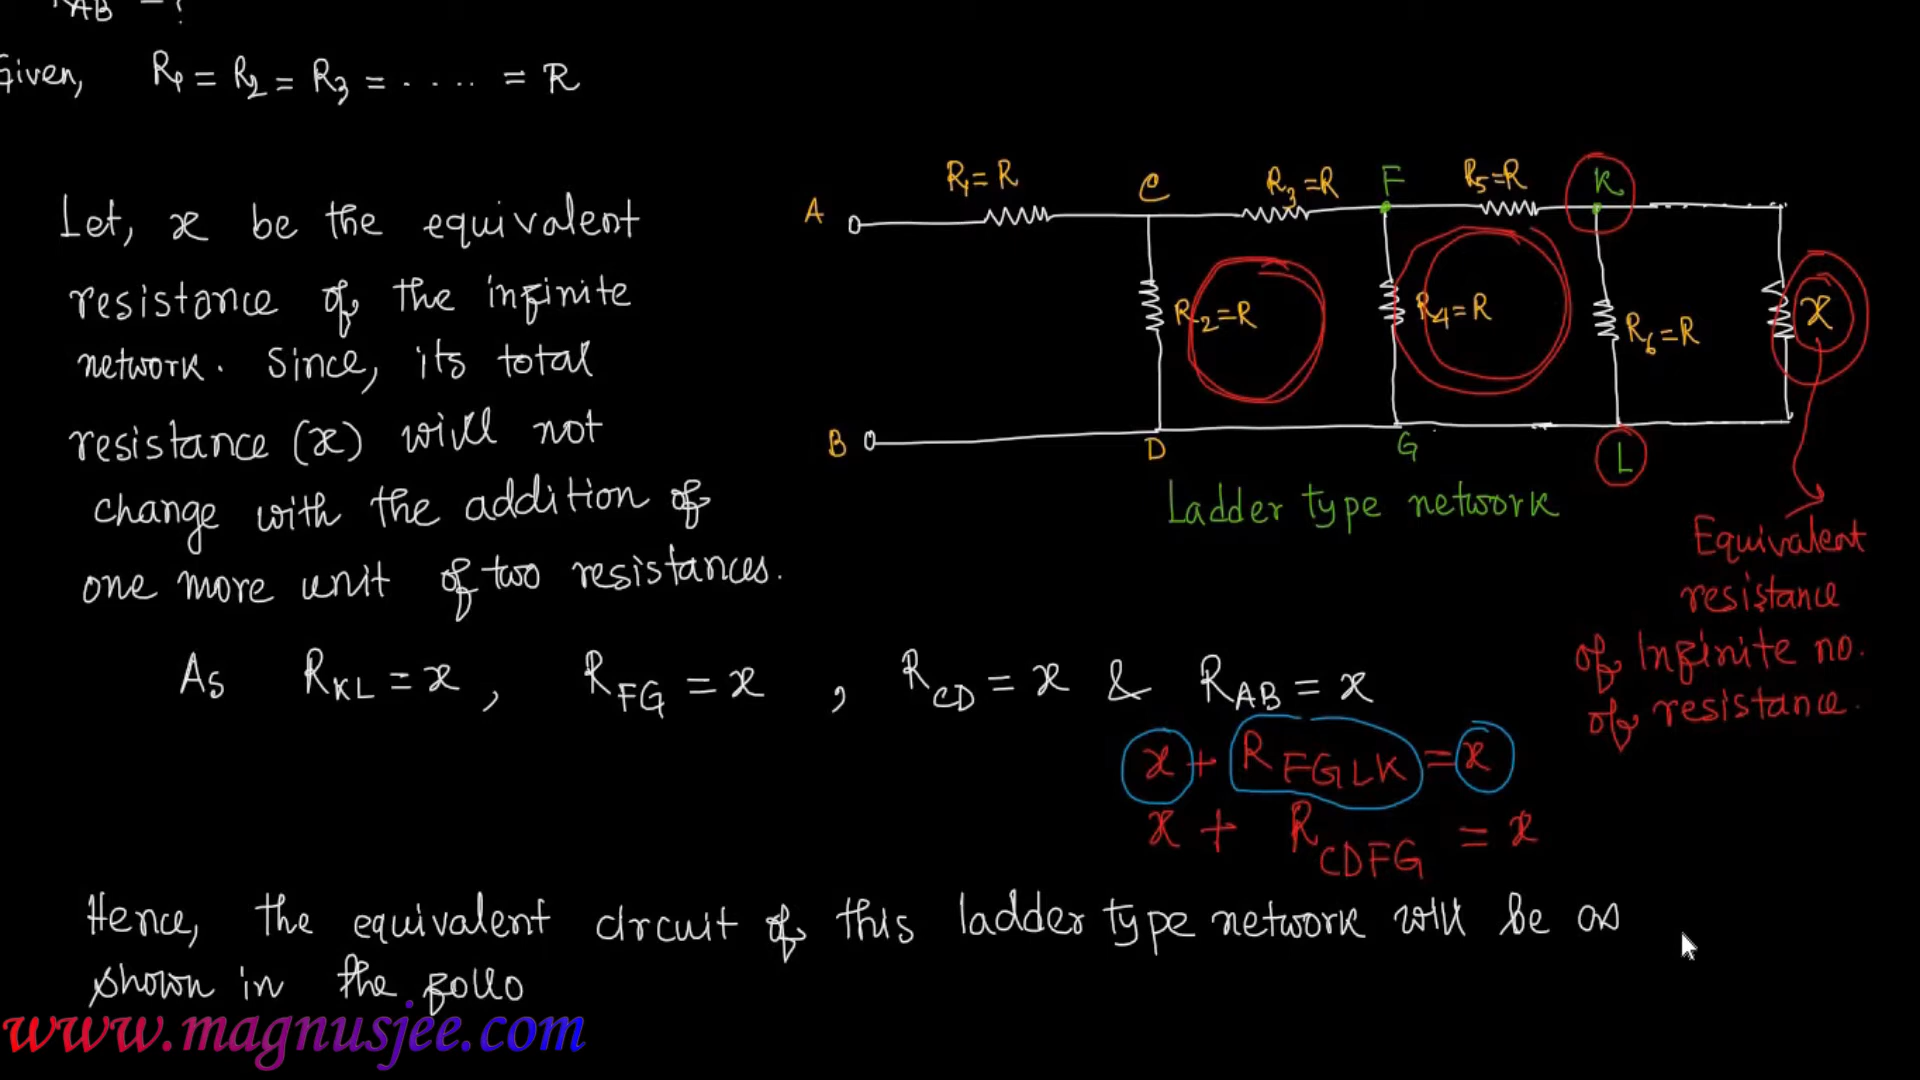 RAB = ?
Given, R1 = R2 = R3 = ..... = R
Let, x be the equivalent
resistance of the infinite
network. Since, its total
resistance (x) will not
change with the addition of
one more unit of two resistances.
A
R1=R
C
R3=R
F
R5=R
K
R2=R
R4=R
R6=R
x
B
D
G
L
Ladder type network
Equivalent
resistance
of Infinite no.
of resistance.
As RKL = x, RFG = x, RCD = x & RAB = x
x + RFGLK = x
x + RCDFG = x
Hence, the equivalent circuit of this ladder type network will be as
shown in the follo
www.magnusjee.com